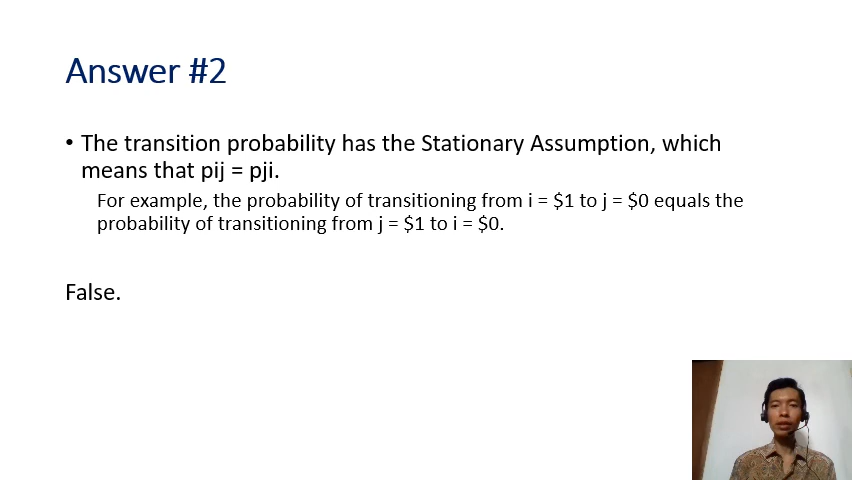 Answer #2
• The transition probability has the Stationary Assumption, which
means that pij = pji.
For example, the probability of transitioning from i = $1 to j = $0 equals the
probability of transitioning from j = $1 to i = $0.
False.